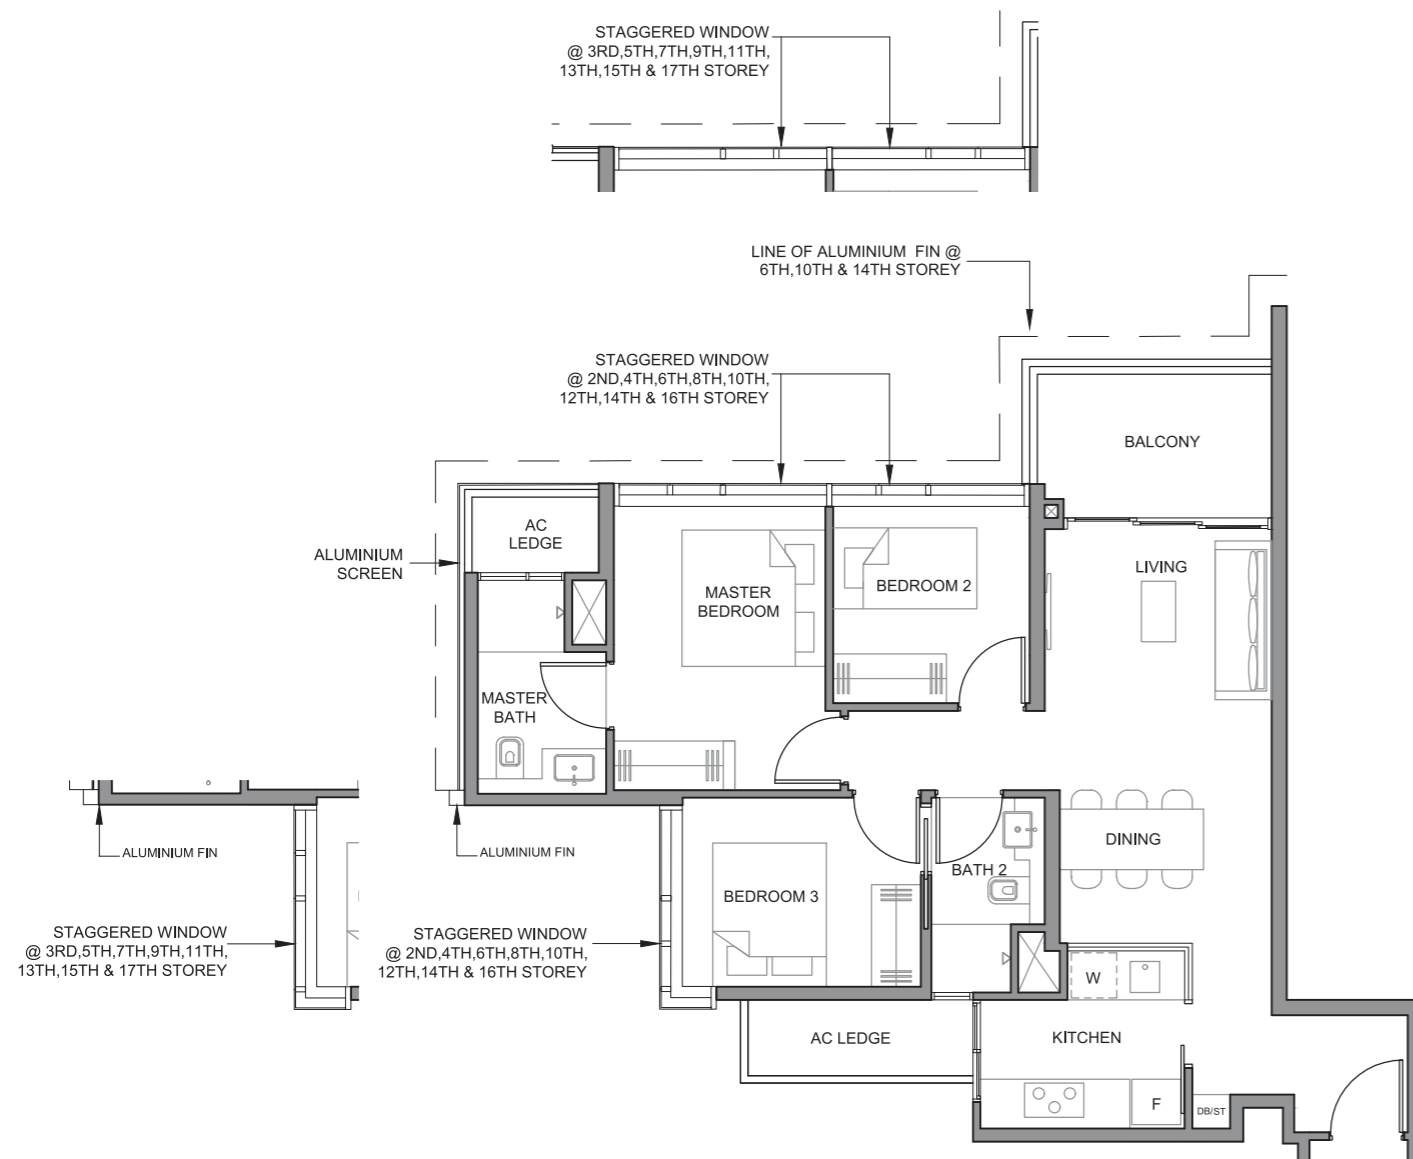 STAGGERED WINDOW
@ 3RD,5TH,7TH,9TH,11TH,
13TH,15TH & 17TH STOREY
LINE OF ALUMINIUM FIN @
6TH,10TH & 14TH STOREY
STAGGERED WINDOW
@ 2ND,4TH,6TH,8TH,10TH,
12TH,14TH & 16TH STOREY
BALCONY
AC
LEDGE
ALUMINIUM
SCREEN
LIVING
BEDROOM 2
MASTER
BEDROOM
MASTER
BATH
DINING
ALUMINIUM FIN
ALUMINIUM FIN
BATH 2
BEDROOM 3
STAGGERED WINDOW
@ 3RD,5TH,7TH,9TH,11TH,
13TH,15TH & 17TH STOREY
STAGGERED WINDOW
@ 2ND,4TH,6TH,8TH,10TH,
12TH,14TH & 16TH STOREY
W
AC LEDGE
KITCHEN
F
DB/ST